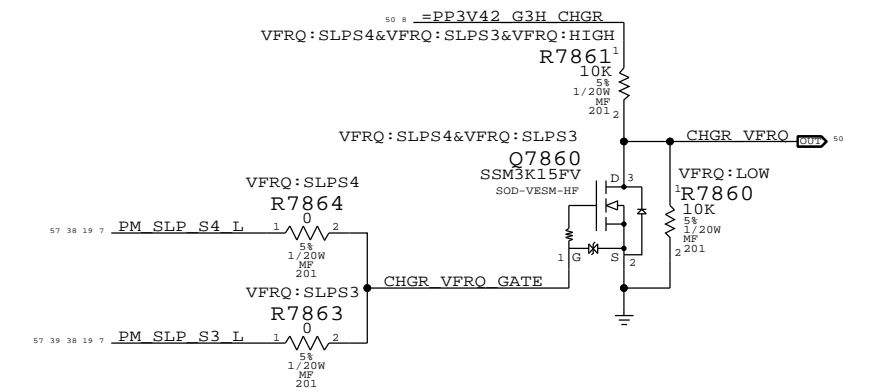 50 8 =PP3V42_G3H_CHGR
VFRQ:SLPS4&VFRQ:SLPS3&VFRQ:HIGH
R7861 1
10K
5%
1/20W
MF
201 2
CHGR_VFRQ OUT 50
VFRQ:SLPS4&VFRQ:SLPS3
Q7860
SSM3K15FV
SOD-VESM-HF
D 3
1 G S 2
VFRQ:LOW
1 R7860
10K
5%
1/20W
MF
2 201
VFRQ:SLPS4
R7864
0
57 38 19 7 PM_SLP_S4_L 1 2
5%
1/20W
MF
201
CHGR_VFRQ_GATE
VFRQ:SLPS3
R7863
0
57 39 38 19 7 PM_SLP_S3_L 1 2
5%
1/20W
MF
201